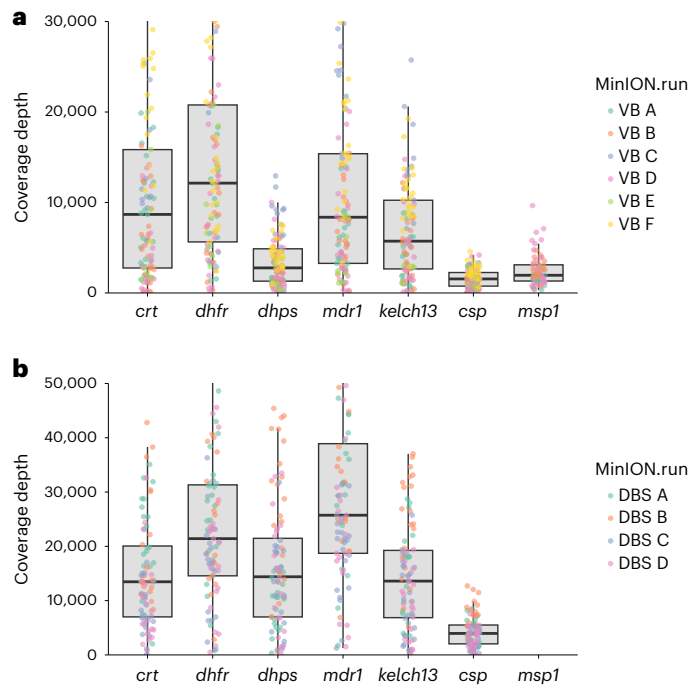 a
30,000
20,000
10,000
0
Coverage depth
crt dhfr dhps mdr1 kelch13 csp msp1
MinION.run
VB A
VB B
VB C
VB D
VB E
VB F
b
50,000
40,000
30,000
20,000
10,000
0
Coverage depth
crt dhfr dhps mdr1 kelch13 csp msp1
MinION.run
DBS A
DBS B
DBS C
DBS D